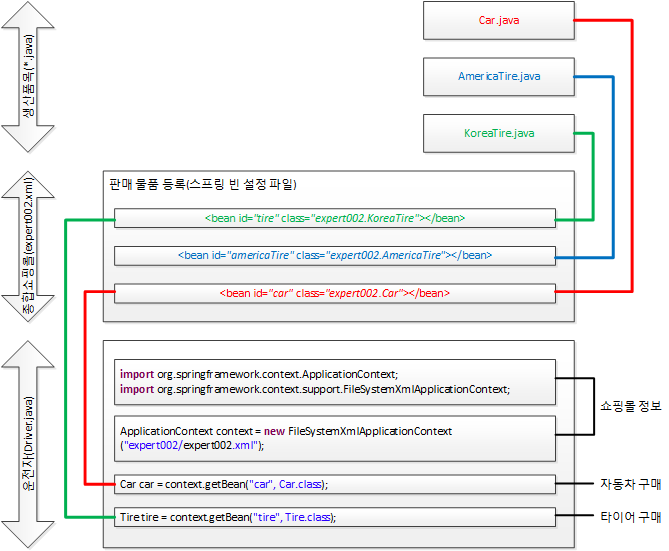 생산품목(*.java)
Car.java
AmericaTire.java
KoreaTire.java
종합쇼핑몰(expert002.xml)
판매 물품 등록(스프링 빈 설정 파일)
<bean id="tire" class="expert002.KoreaTire"></bean>
<bean id="americaTire" class="expert002.AmericaTire"></bean>
<bean id="car" class="expert002.Car"></bean>
운전자(Driver.java)
import org.springframework.context.ApplicationContext;
import org.springframework.context.support.FileSystemXmlApplicationContext;
쇼핑몰 정보
ApplicationContext context = new FileSystemXmlApplicationContext
("expert002/expert002.xml");
Car car = context.getBean("car", Car.class);
자동차 구매
Tire tire = context.getBean("tire", Tire.class);
타이어 구매